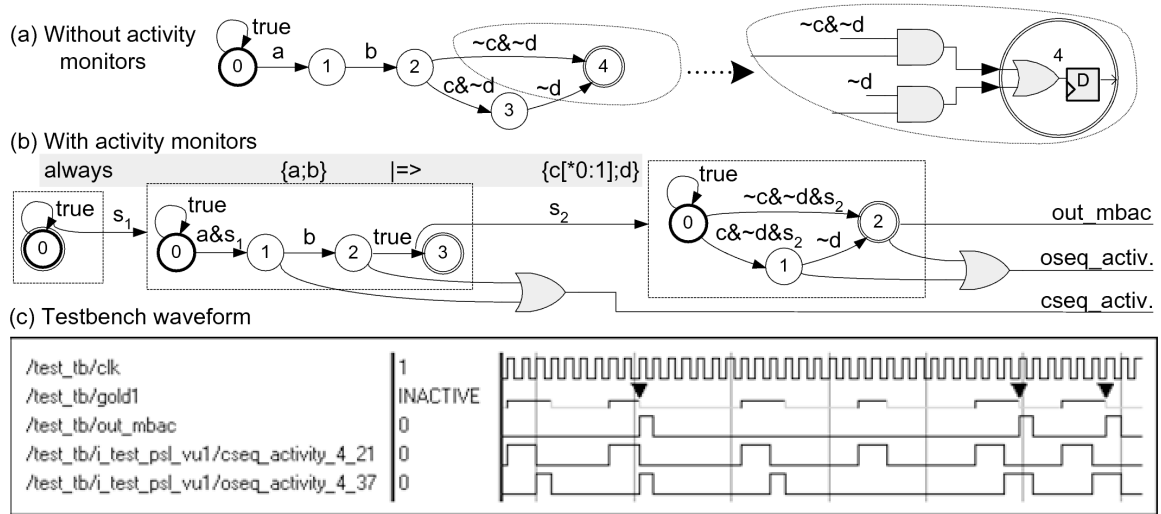 (a) Without activity monitors
true
a
b
~c&~d
c&~d
~d
0
1
2
3
4
~c&~d
~d
4
D
(b) With activity monitors
always {a;b} |=> {c[*0:1];d}
true
0
s1
true
0
a&s1
1
b
2
true
3
s2
true
0
~c&~d&s2
c&~d&s2
~d
1
2
out_mbac
oseq_activ.
cseq_activ.
(c) Testbench waveform
/test_tb/clk 1
/test_tb/gold1 INACTIVE
/test_tb/out_mbac 0
/test_tb/i_test_psl_vu1/cseq_activity_4_21 0
/test_tb/i_test_psl_vu1/oseq_activity_4_37 0